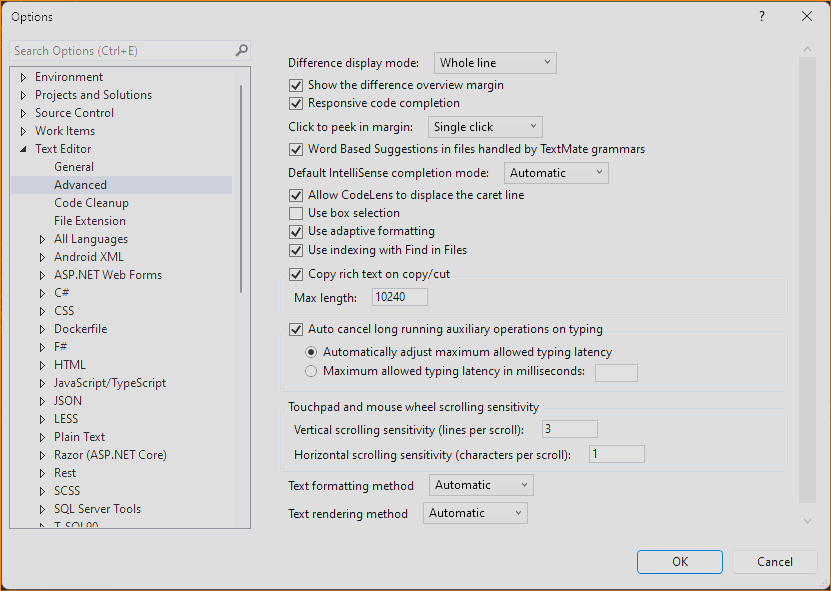 Options
?
Search Options (Ctrl+E)
Environment
Projects and Solutions
Source Control
Work Items
Text Editor
General
Advanced
Code Cleanup
File Extension
All Languages
Android XML
ASP.NET Web Forms
C#
CSS
Dockerfile
F#
HTML
JavaScript/TypeScript
JSON
LESS
Plain Text
Razor (ASP.NET Core)
Rest
SCSS
SQL Server Tools
T-SQL90
Difference display mode: Whole line
Show the difference overview margin
Responsive code completion
Click to peek in margin: Single click
Word Based Suggestions in files handled by TextMate grammars
Default IntelliSense completion mode: Automatic
Allow CodeLens to displace the caret line
Use box selection
Use adaptive formatting
Use indexing with Find in Files
Copy rich text on copy/cut
Max length: 10240
Auto cancel long running auxiliary operations on typing
Automatically adjust maximum allowed typing latency
Maximum allowed typing latency in milliseconds:
Touchpad and mouse wheel scrolling sensitivity
Vertical scrolling sensitivity (lines per scroll): 3
Horizontal scrolling sensitivity (characters per scroll): 1
Text formatting method Automatic
Text rendering method Automatic
OK Cancel